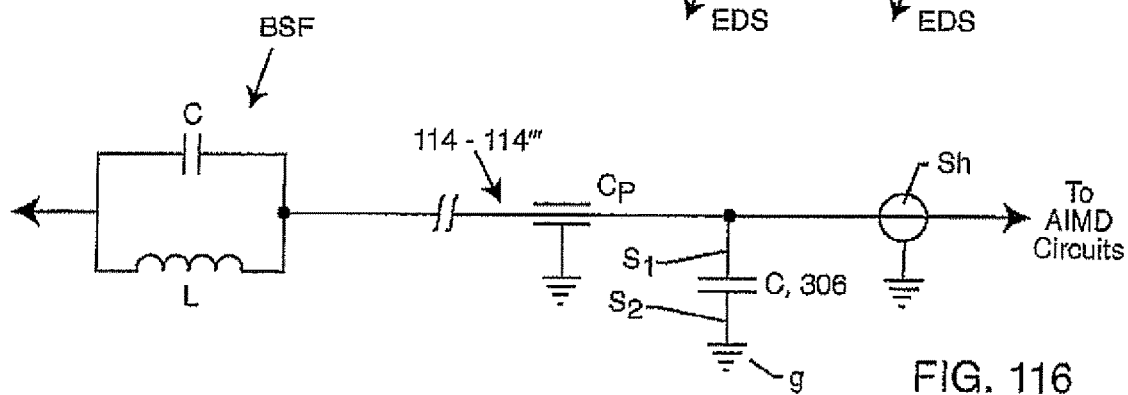 EDS
EDS
BSF
C
L
114 - 114‴
CP
S1
S2
C, 306
g
Sh
To
AIMD
Circuits
FIG. 116